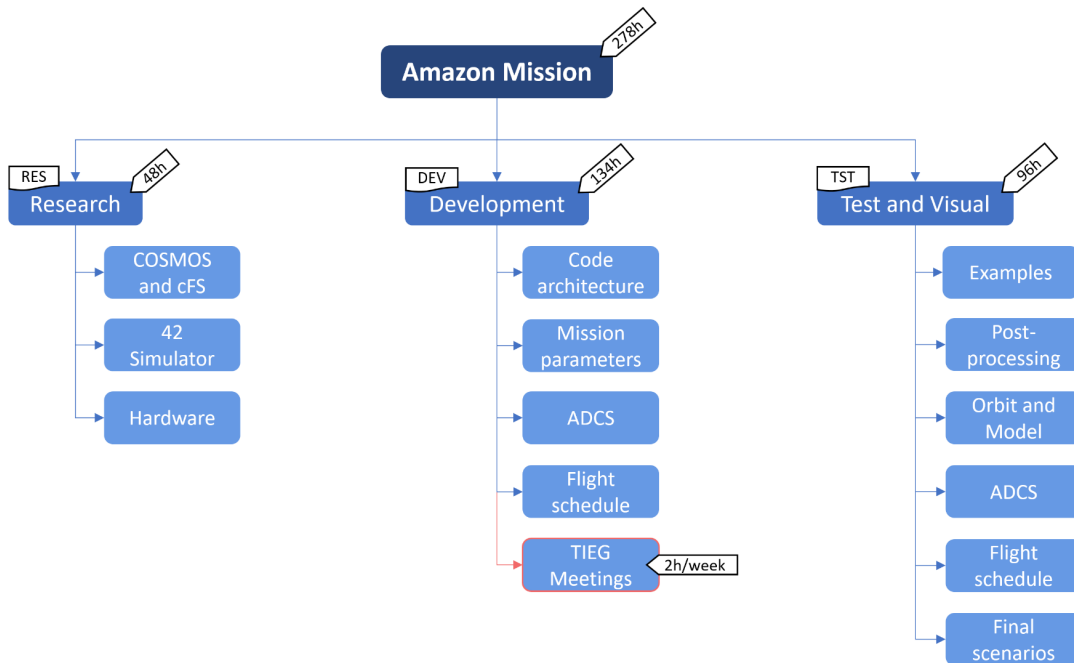 278h
Amazon Mission
RES
48h
Research
COSMOS
and cFS
42
Simulator
Hardware
DEV
134h
Development
Code
architecture
Mission
parameters
ADCS
Flight
schedule
TIEG
Meetings
2h/week
TST
96h
Test and Visual
Examples
Post-
processing
Orbit and
Model
ADCS
Flight
schedule
Final
scenarios